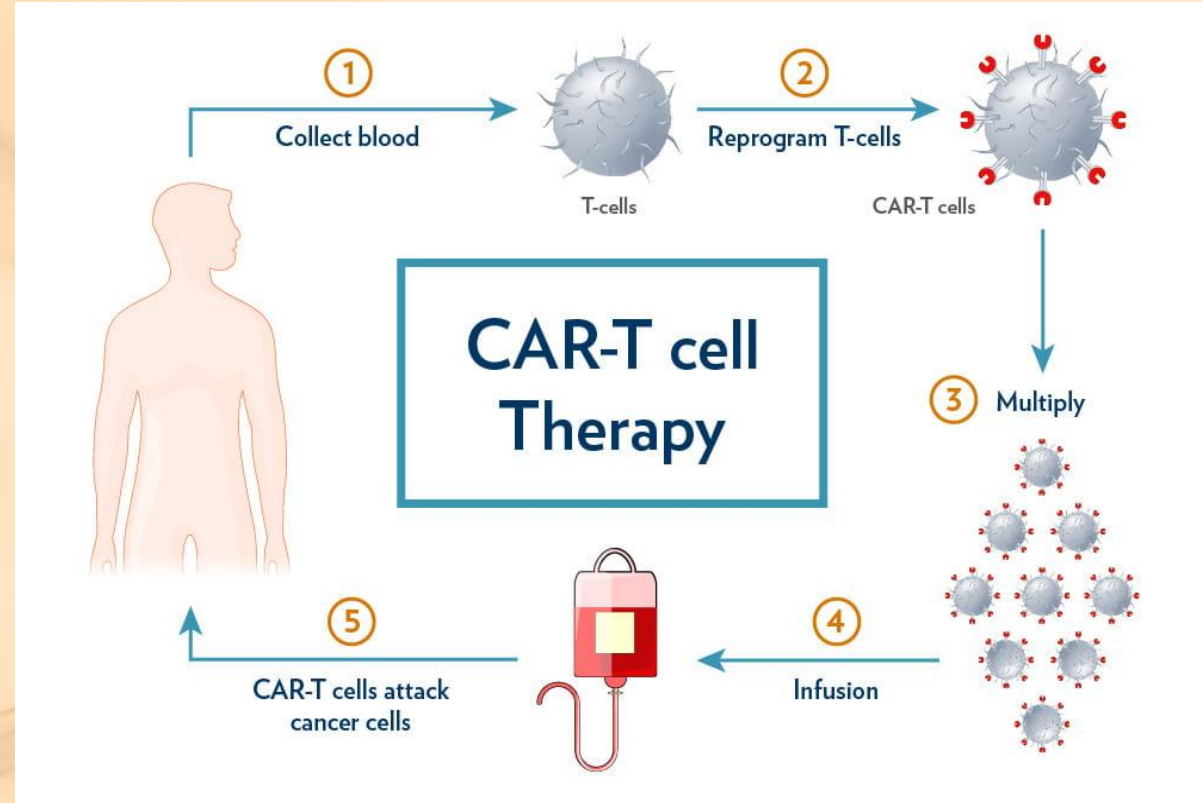 1
Collect blood
T-cells
2
Reprogram T-cells
CAR-T cells
CAR-T cell
Therapy
3 Multiply
4
Infusion
5
CAR-T cells attack
cancer cells